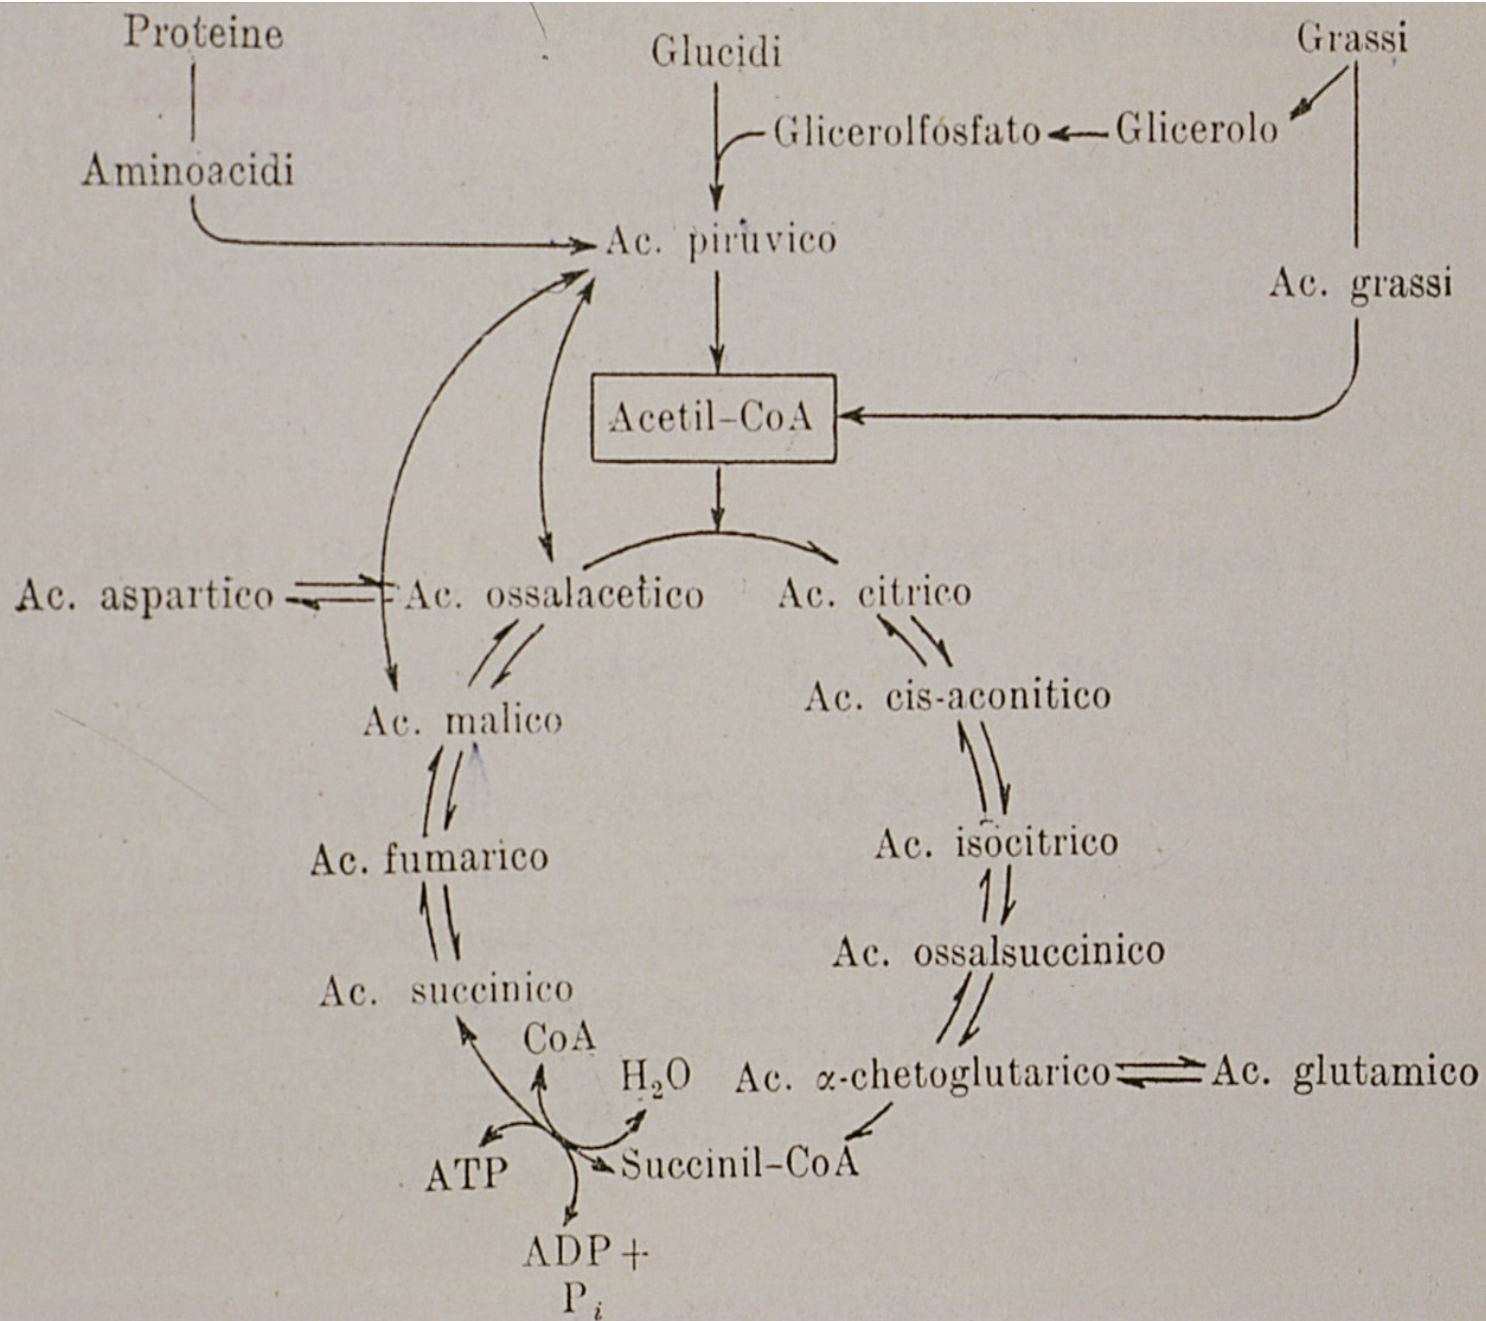 Proteine
Glucidi
Grassi
Glicerolfosfato
Glicerolo
Aminoacidi
Ac. piruvico
Ac. grassi
Acetil-CoA
Ac. aspartico
Ac. ossalacetico
Ac. citrico
Ac. cis-aconitico
Ac. malico
Ac. isocitrico
Ac. fumarico
Ac. ossalsuccinico
Ac. succinico
CoA
H₂O
Ac. α-chetoglutarico
Ac. glutamico
ATP
Succinil-CoA
ADP +
Pᵢ